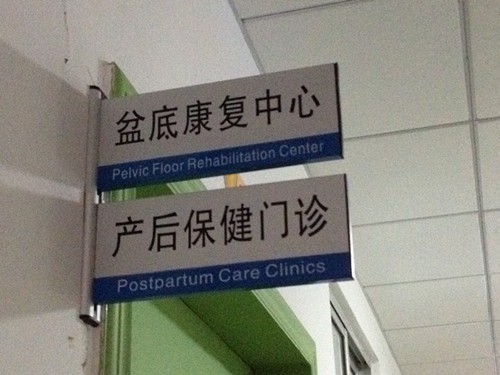 盆底康复中心
Pelvic Floor Rehabilitation Center
产后保健门诊
Postpartum Care Clinics